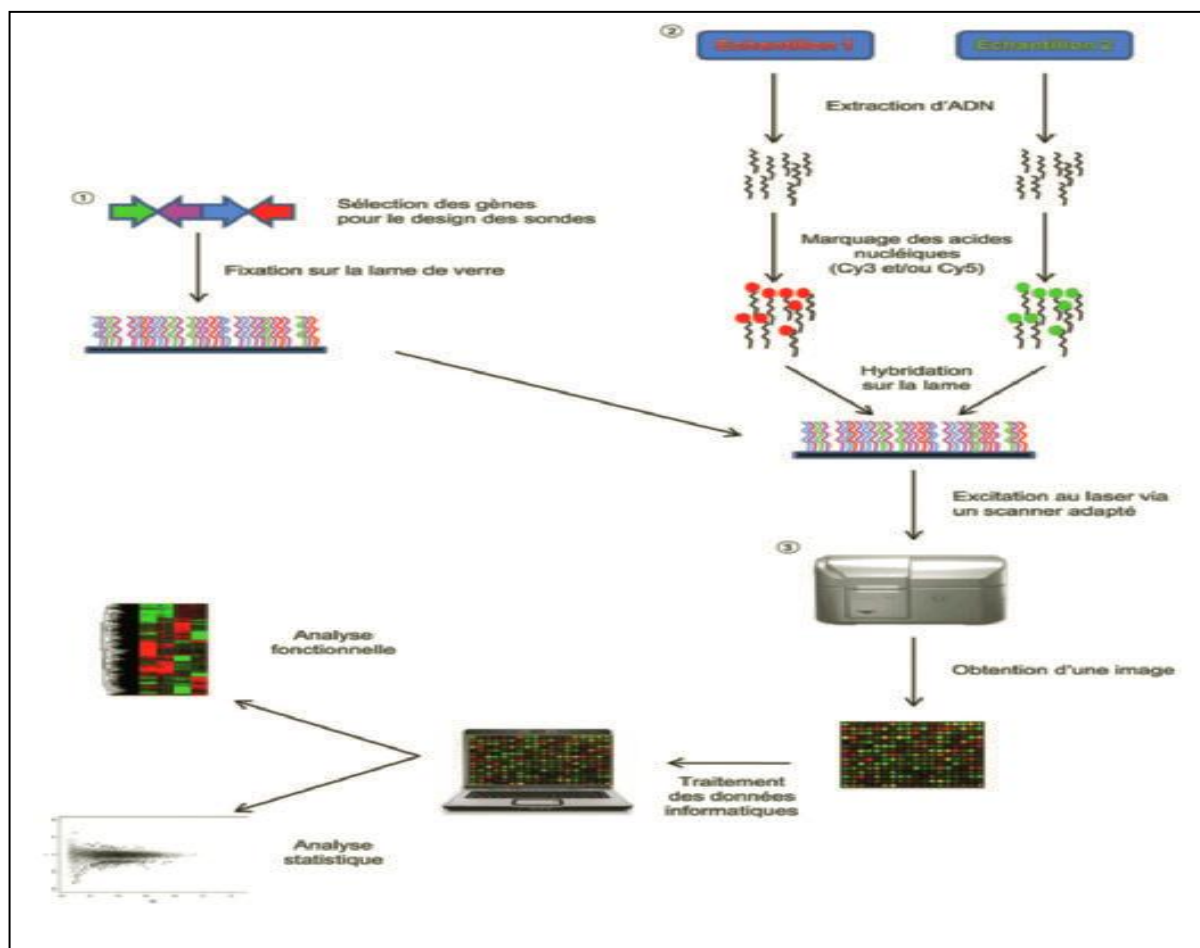 ①
Sélection des gènes
pour le design des sondes
Fixation sur la lame de verre
②
Echantillon 1
Echantillon 2
Extraction d'ADN
Marquage des acides
nucléiques
(Cy3 et/ou Cy5)
Hybridation
sur la lame
Excitation au laser via
un scanner adapté
③
Obtention d'une image
Traitement
des données
informatiques
Analyse
fonctionnelle
Analyse
statistique